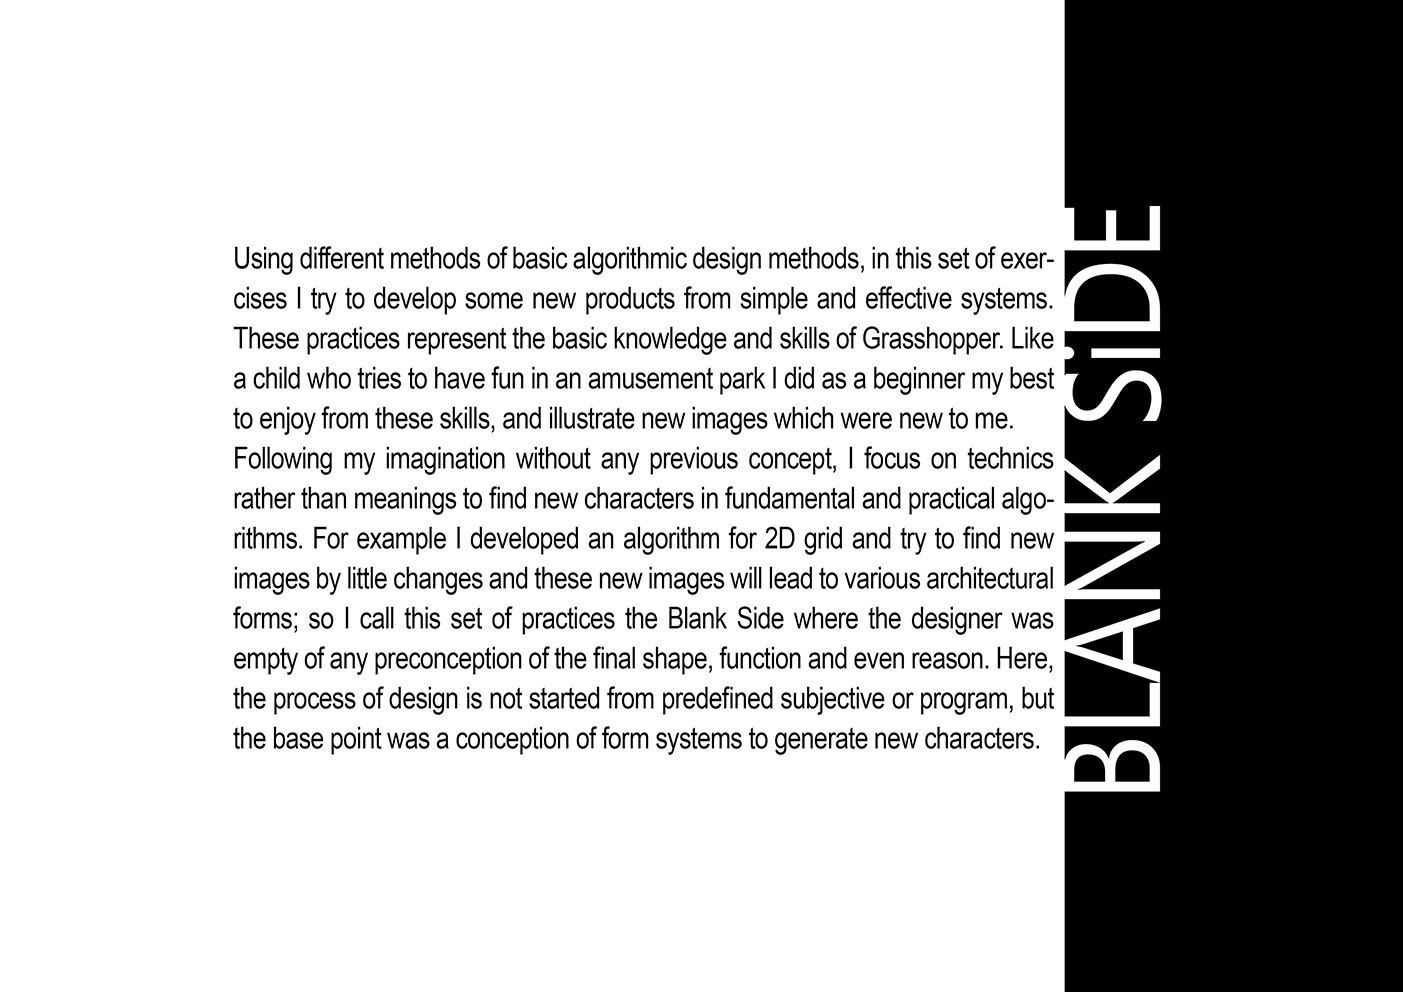 Using different methods of basic algorithmic design methods, in this set of exer-
cises I try to develop some new products from simple and effective systems.
These practices represent the basic knowledge and skills of Grasshopper. Like
a child who tries to have fun in an amusement park I did as a beginner my best
to enjoy from these skills, and illustrate new images which were new to me.
Following my imagination without any previous concept, I focus on technics
rather than meanings to find new characters in fundamental and practical algo-
rithms. For example I developed an algorithm for 2D grid and try to find new
images by little changes and these new images will lead to various architectural
forms; so I call this set of practices the Blank Side where the designer was
empty of any preconception of the final shape, function and even reason. Here,
the process of design is not started from predefined subjective or program, but
the base point was a conception of form systems to generate new characters.
BLANK SiDE